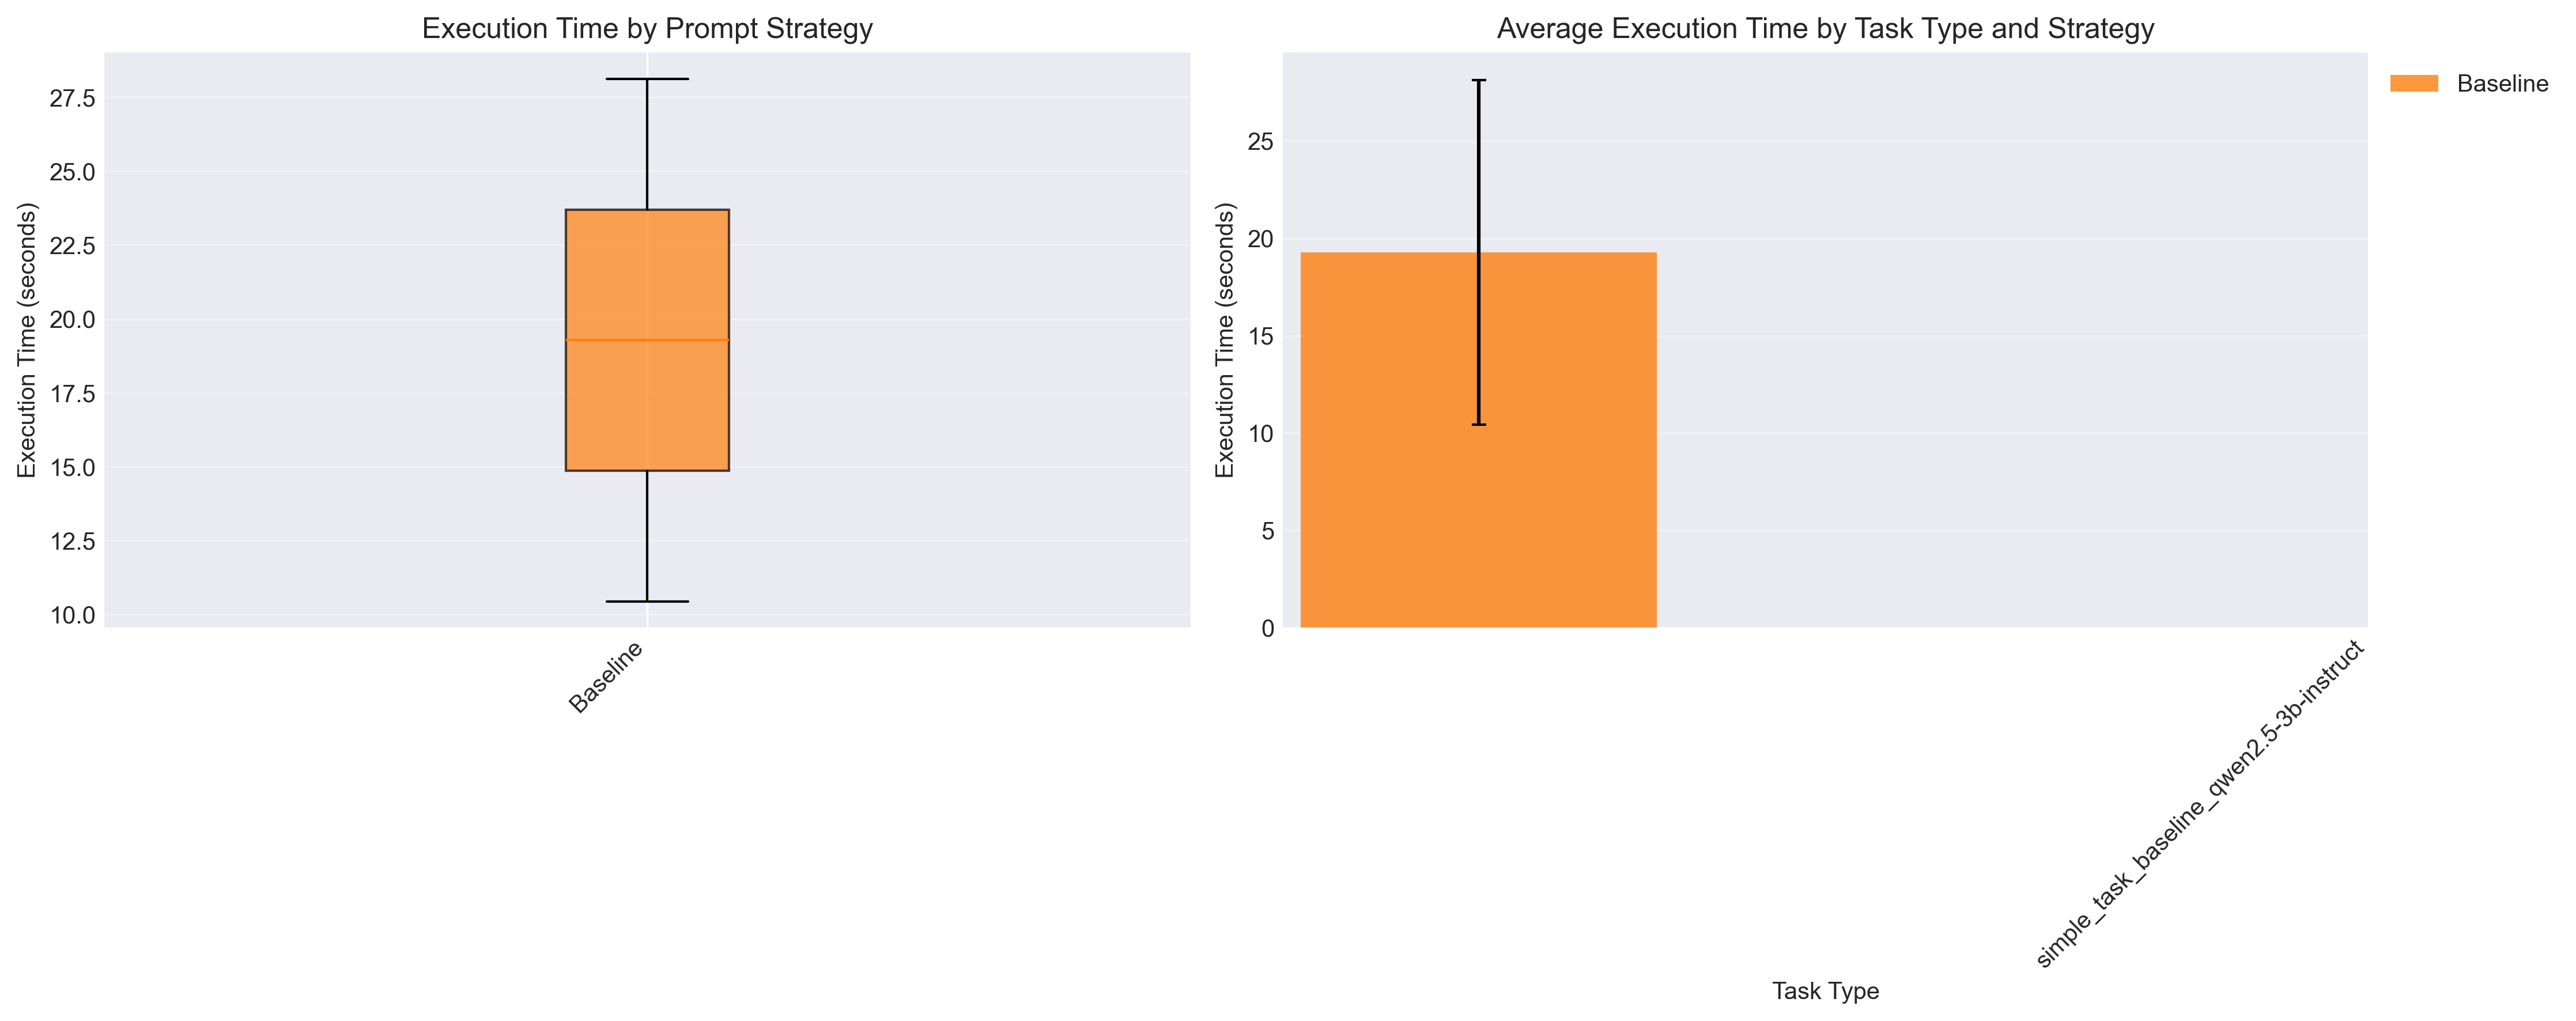 Execution Time by Prompt Strategy
Execution Time (seconds)
27.5
25.0
22.5
20.0
17.5
15.0
12.5
10.0
Baseline
Average Execution Time by Task Type and Strategy
Execution Time (seconds)
25
20
15
10
5
0
simple_task_baseline_qwen2.5-3b-instruct
Task Type
Baseline